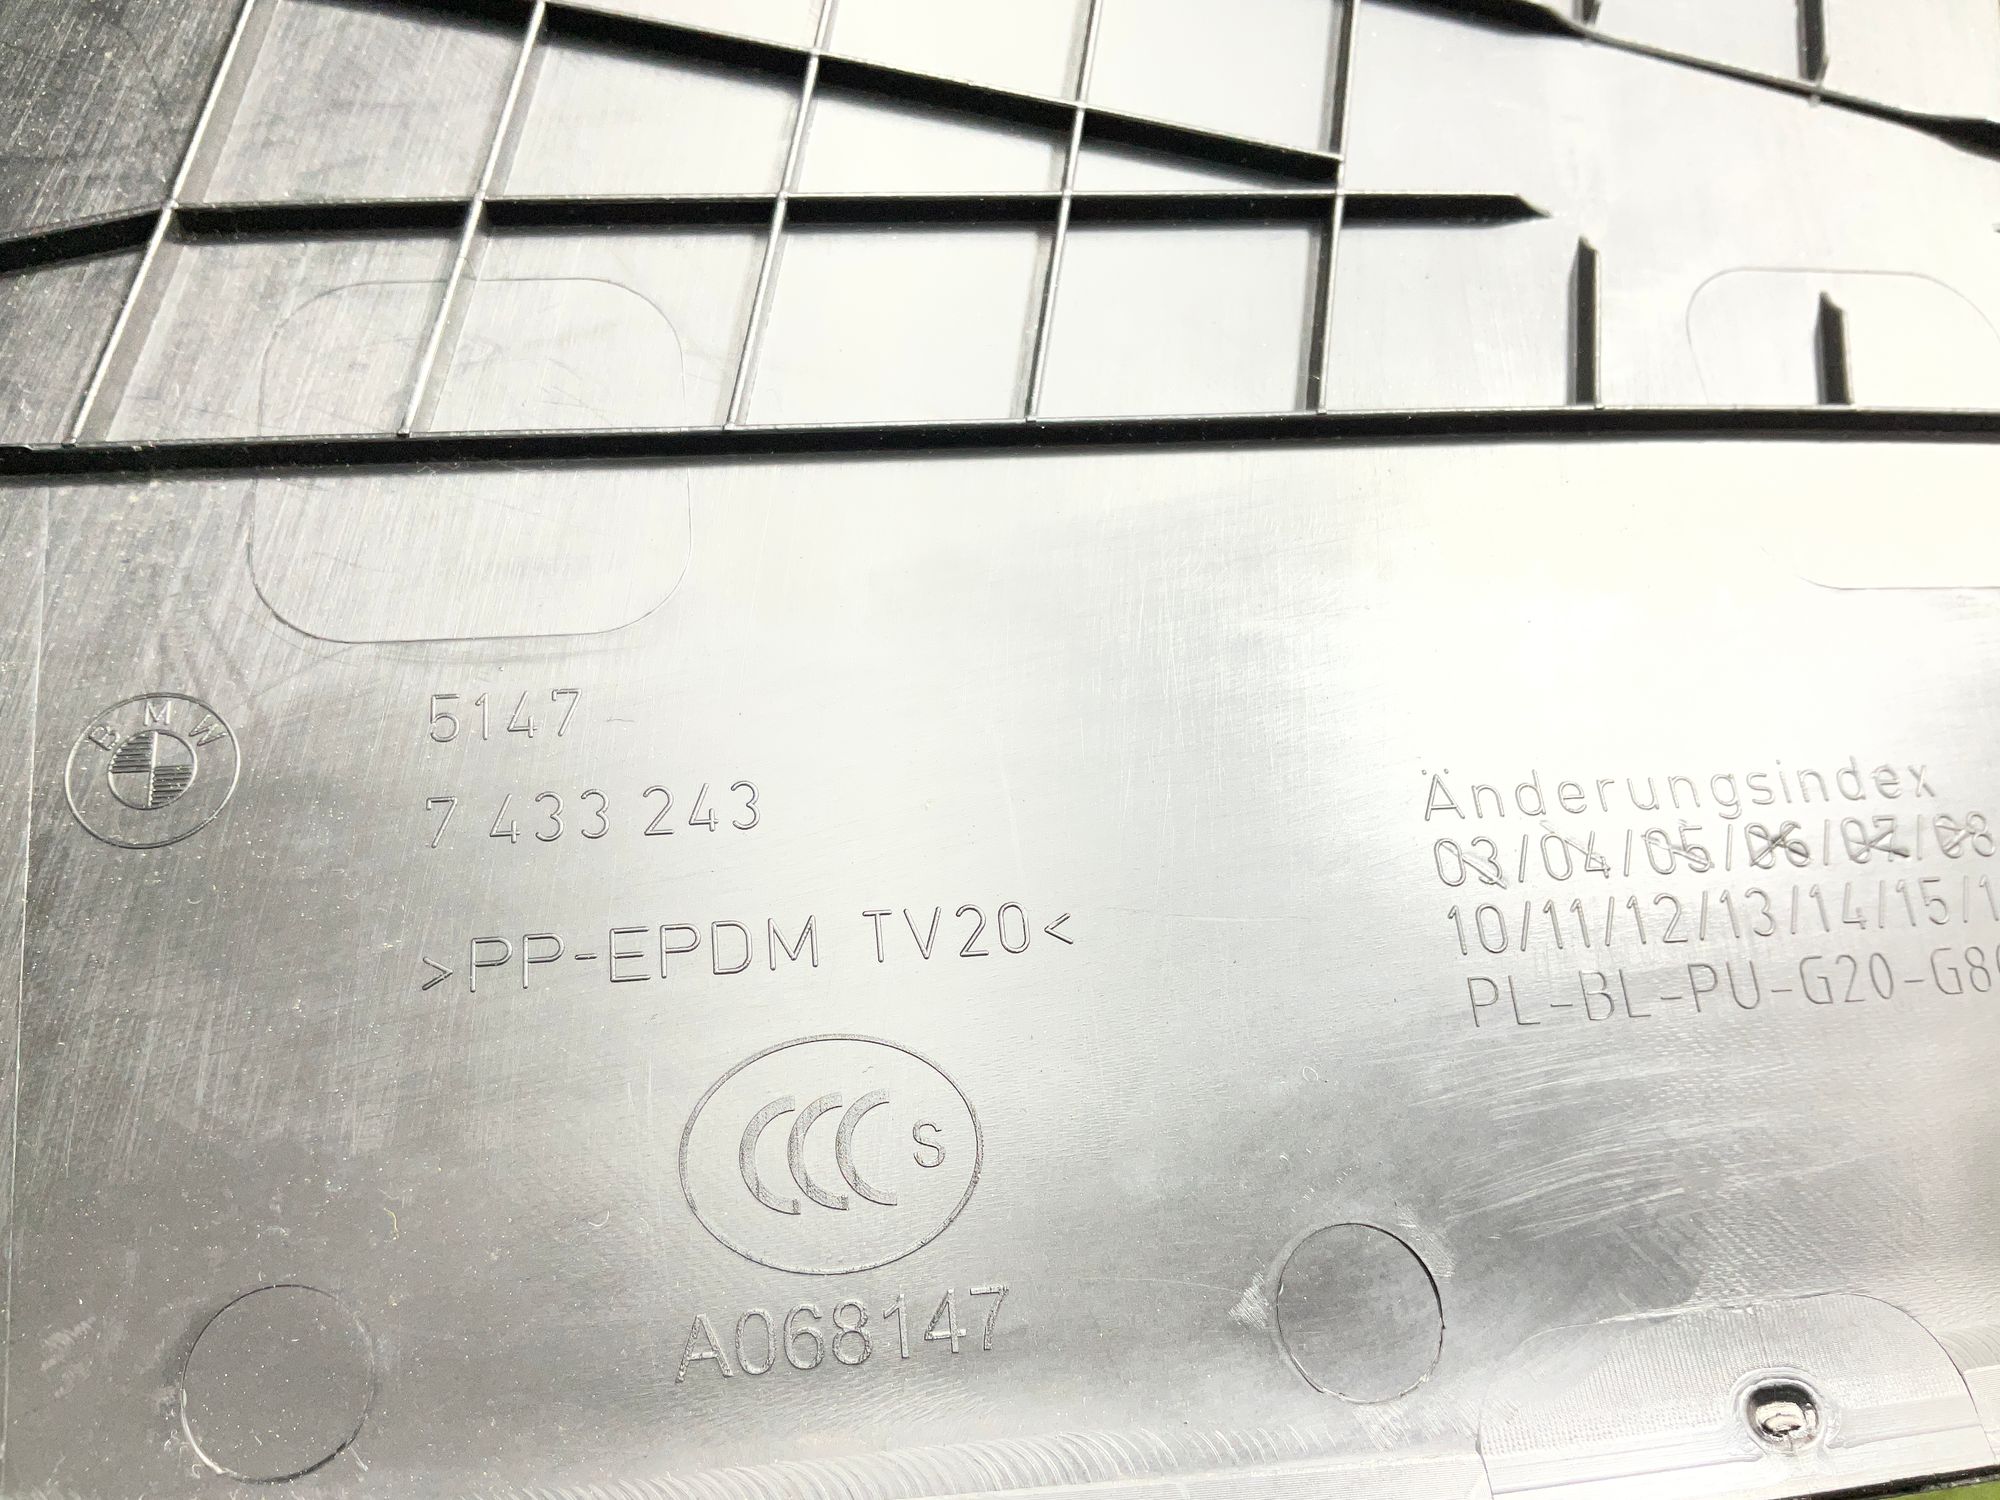 BMW
5147
7 433 243
>PP-EPDM TV20<
CCC S
A068147
Änderungsindex
03/04/05/06/07/08
10/11/12/13/14/15/1
PL-BL-PU-G20-G8